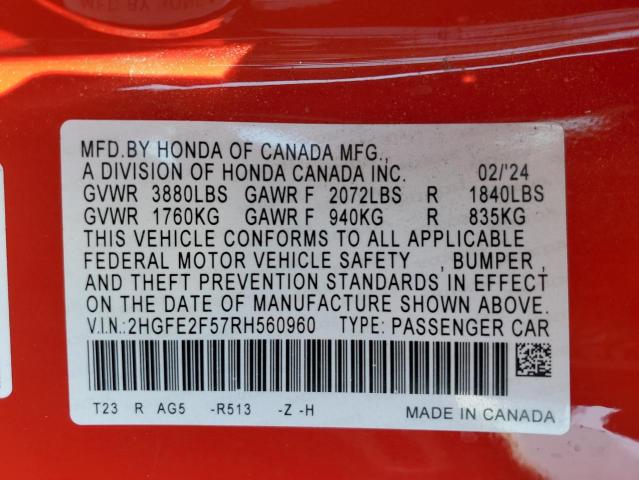 MFD.BY HONDA OF CANADA MFG.,
A DIVISION OF HONDA CANADA INC. 02/'24
GVWR 3880LBS GAWR F 2072LBS R 1840LBS
GVWR 1760KG GAWR F 940KG R 835KG
THIS VEHICLE CONFORMS TO ALL APPLICABLE
FEDERAL MOTOR VEHICLE SAFETY , BUMPER ,
AND THEFT PREVENTION STANDARDS IN EFFECT
ON THE DATE OF MANUFACTURE SHOWN ABOVE.
V.I.N.:2HGFE2F57RH560960 TYPE: PASSENGER CAR
T23 R AG5 -R513 -Z -H MADE IN CANADA